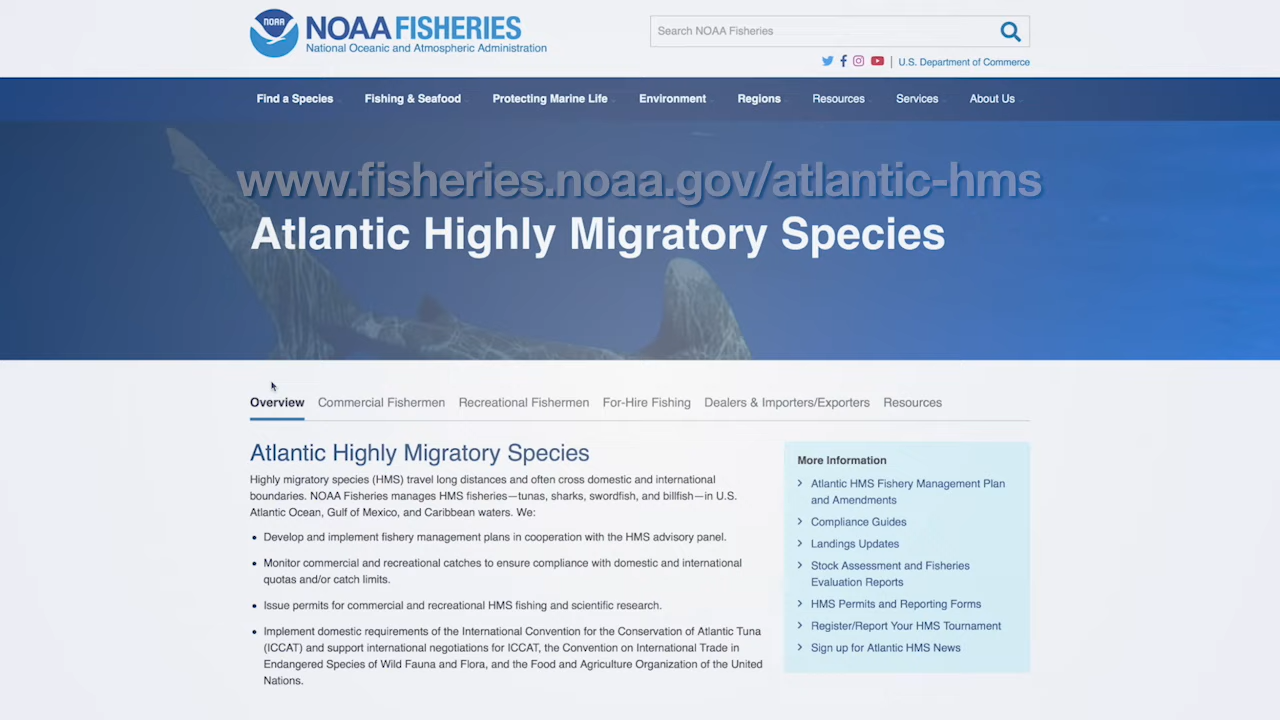 NOAA
NOAA FISHERIES
National Oceanic and Atmospheric Administration
Search NOAA Fisheries
U.S. Department of Commerce
Find a Species
Fishing & Seafood
Protecting Marine Life
Environment
Regions
Resources
Services
About Us
www.fisheries.noaa.gov/atlantic-hms
Atlantic Highly Migratory Species
Overview
Commercial Fishermen
Recreational Fishermen
For-Hire Fishing
Dealers & Importers/Exporters
Resources
Atlantic Highly Migratory Species
Highly migratory species (HMS) travel long distances and often cross domestic and international
boundaries. NOAA Fisheries manages HMS fisheries—tunas, sharks, swordfish, and billfish—in U.S.
Atlantic Ocean, Gulf of Mexico, and Caribbean waters. We:
• Develop and implement fishery management plans in cooperation with the HMS advisory panel.
• Monitor commercial and recreational catches to ensure compliance with domestic and international
quotas and/or catch limits.
• Issue permits for commercial and recreational HMS fishing and scientific research.
• Implement domestic requirements of the International Convention for the Conservation of Atlantic Tuna
(ICCAT) and support international negotiations for ICCAT, the Convention on International Trade in
Endangered Species of Wild Fauna and Flora, and the Food and Agriculture Organization of the United
Nations.
More Information
Atlantic HMS Fishery Management Plan
and Amendments
Compliance Guides
Landings Updates
Stock Assessment and Fisheries
Evaluation Reports
HMS Permits and Reporting Forms
Register/Report Your HMS Tournament
Sign up for Atlantic HMS News